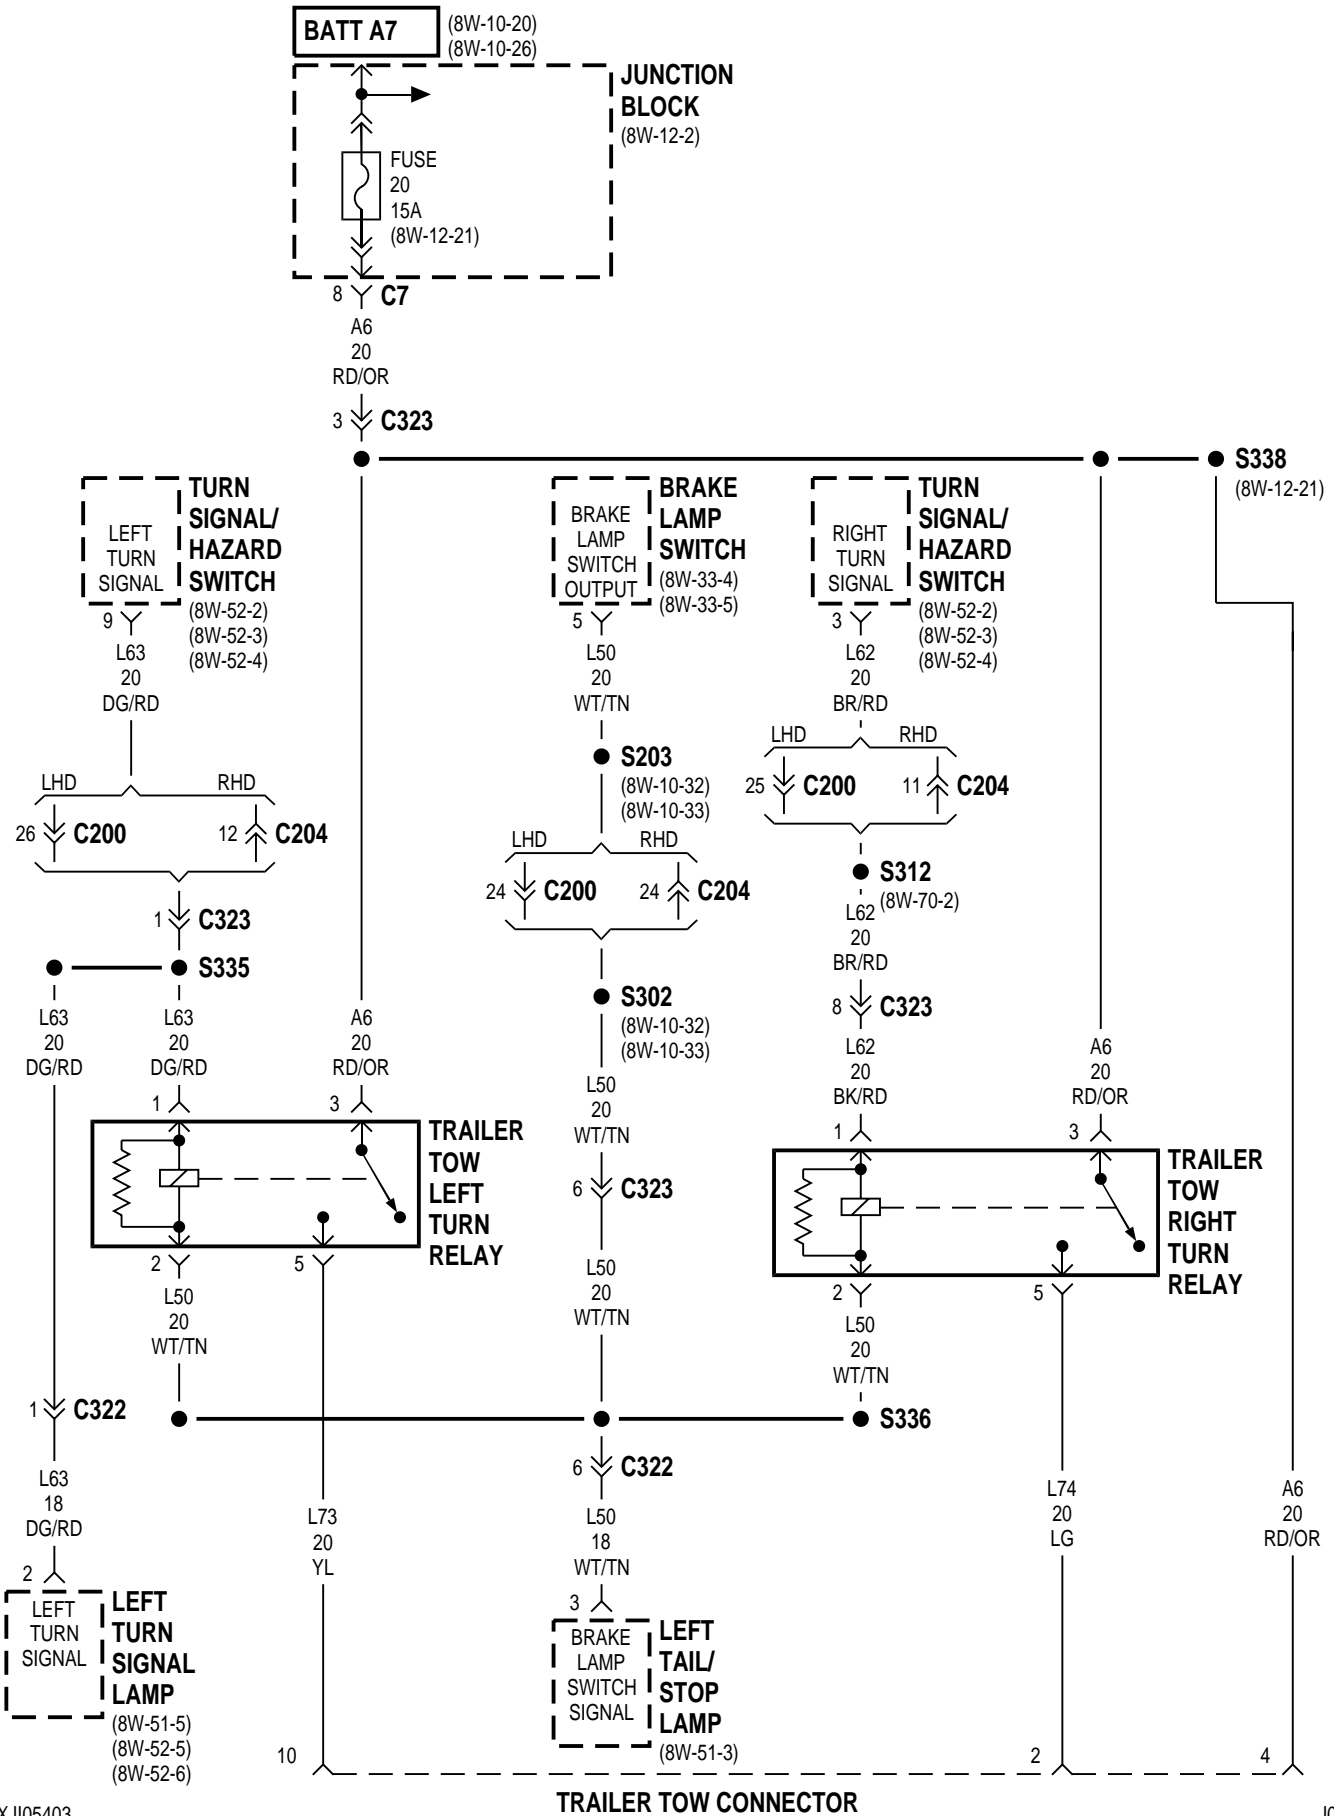 BATT A7
(8W-10-20)
(8W-10-26)
JUNCTION
BLOCK
(8W-12-2)
FUSE
20
15A
(8W-12-21)
8
C7
A6
20
RD/OR
3
C323
S338
(8W-12-21)
LEFT
TURN
SIGNAL
TURN
SIGNAL/
HAZARD
SWITCH
(8W-52-2)
(8W-52-3)
(8W-52-4)
9
L63
20
DG/RD
LHD
RHD
26
C200
12
C204
1
C323
S335
L63
20
DG/RD
L63
20
DG/RD
A6
20
RD/OR
1
3
TRAILER
TOW
LEFT
TURN
RELAY
2
5
L50
20
WT/TN
1
C322
L63
18
DG/RD
2
LEFT
TURN
SIGNAL
LEFT
TURN
SIGNAL
LAMP
(8W-51-5)
(8W-52-5)
(8W-52-6)
L73
20
YL
10
BRAKE
LAMP
SWITCH
OUTPUT
BRAKE
LAMP
SWITCH
(8W-33-4)
(8W-33-5)
5
L50
20
WT/TN
S203
(8W-10-32)
(8W-10-33)
LHD
RHD
24
C200
24
C204
S302
(8W-10-32)
(8W-10-33)
L50
20
WT/TN
6
C323
L50
20
WT/TN
S336
6
C322
L50
18
WT/TN
3
BRAKE
LAMP
SWITCH
SIGNAL
LEFT
TAIL/
STOP
LAMP
(8W-51-3)
RIGHT
TURN
SIGNAL
TURN
SIGNAL/
HAZARD
SWITCH
(8W-52-2)
(8W-52-3)
(8W-52-4)
3
L62
20
BR/RD
LHD
RHD
25
C200
11
C204
S312
(8W-70-2)
L62
20
BR/RD
8
C323
L62
20
BK/RD
A6
20
RD/OR
1
3
TRAILER
TOW
RIGHT
TURN
RELAY
2
5
L50
20
WT/TN
L74
20
LG
A6
20
RD/OR
2
4
TRAILER TOW CONNECTOR